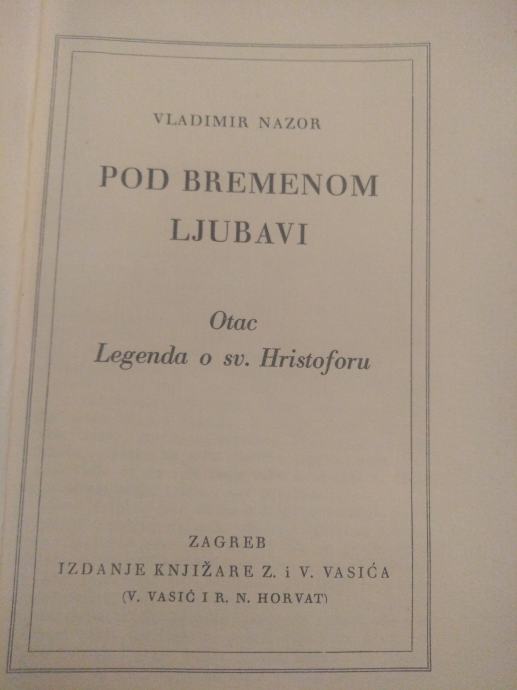 VLADIMIR NAZOR
POD BREMENOM
LJUBAVI
Otac
Legenda o sv. Hristoforu
ZAGREB
IZDANJE KNJIŽARE Z. i V. VASIĆA
(V. VASIĆ I R. N. HORVAT)